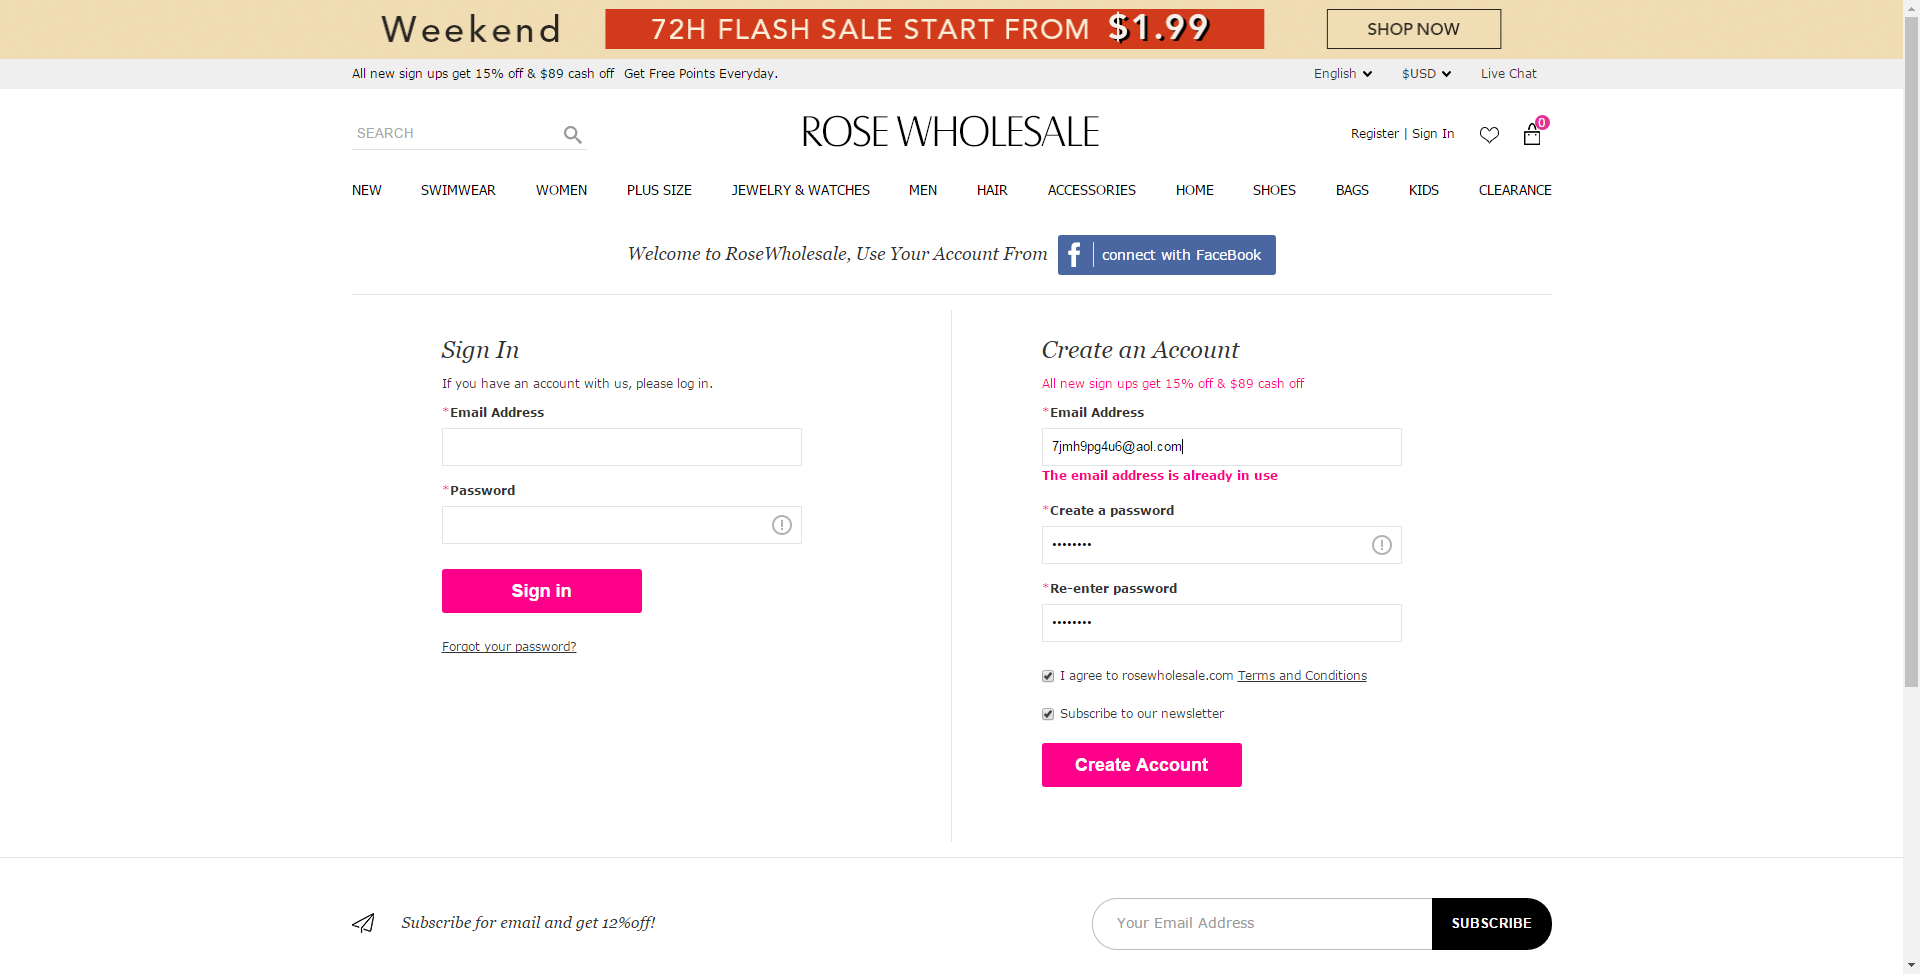 Weekend 72H FLASH SALE START FROM $1.99 SHOP NOW
All new sign ups get 15% off & $89 cash off Get Free Points Everyday. English $USD Live Chat
SEARCH ROSE WHOLESALE Register | Sign In 0
NEW SWIMWEAR WOMEN PLUS SIZE JEWELRY & WATCHES MEN HAIR ACCESSORIES HOME SHOES BAGS KIDS CLEARANCE
Welcome to RoseWholesale, Use Your Account From f connect with FaceBook
Sign In
If you have an account with us, please log in.
*Email Address
*Password
Sign in
Forgot your password?
Create an Account
All new sign ups get 15% off & $89 cash off
*Email Address
7jmh9pg4u6@aol.com
The email address is already in use
*Create a password
••••••••
*Re-enter password
••••••••
I agree to rosewholesale.com Terms and Conditions
Subscribe to our newsletter
Create Account
Subscribe for email and get 12%off! Your Email Address SUBSCRIBE